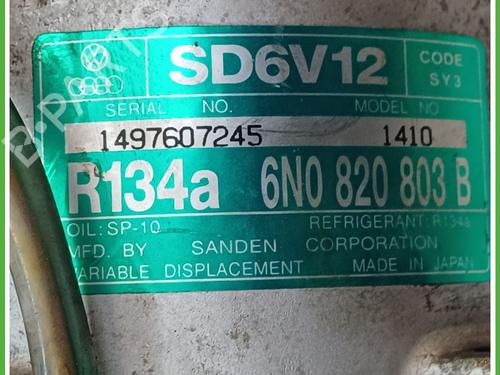 SD6V12
CODE
SY3
SERIAL NO.
MODEL NO
1497607245
1410
R134a 6N0 820 803 B
OIL: SP-10
REFRIGERANT: R134a
MFD. BY SANDEN CORPORATION
VARIABLE DISPLACEMENT
MADE IN JAPAN
B-PARTS